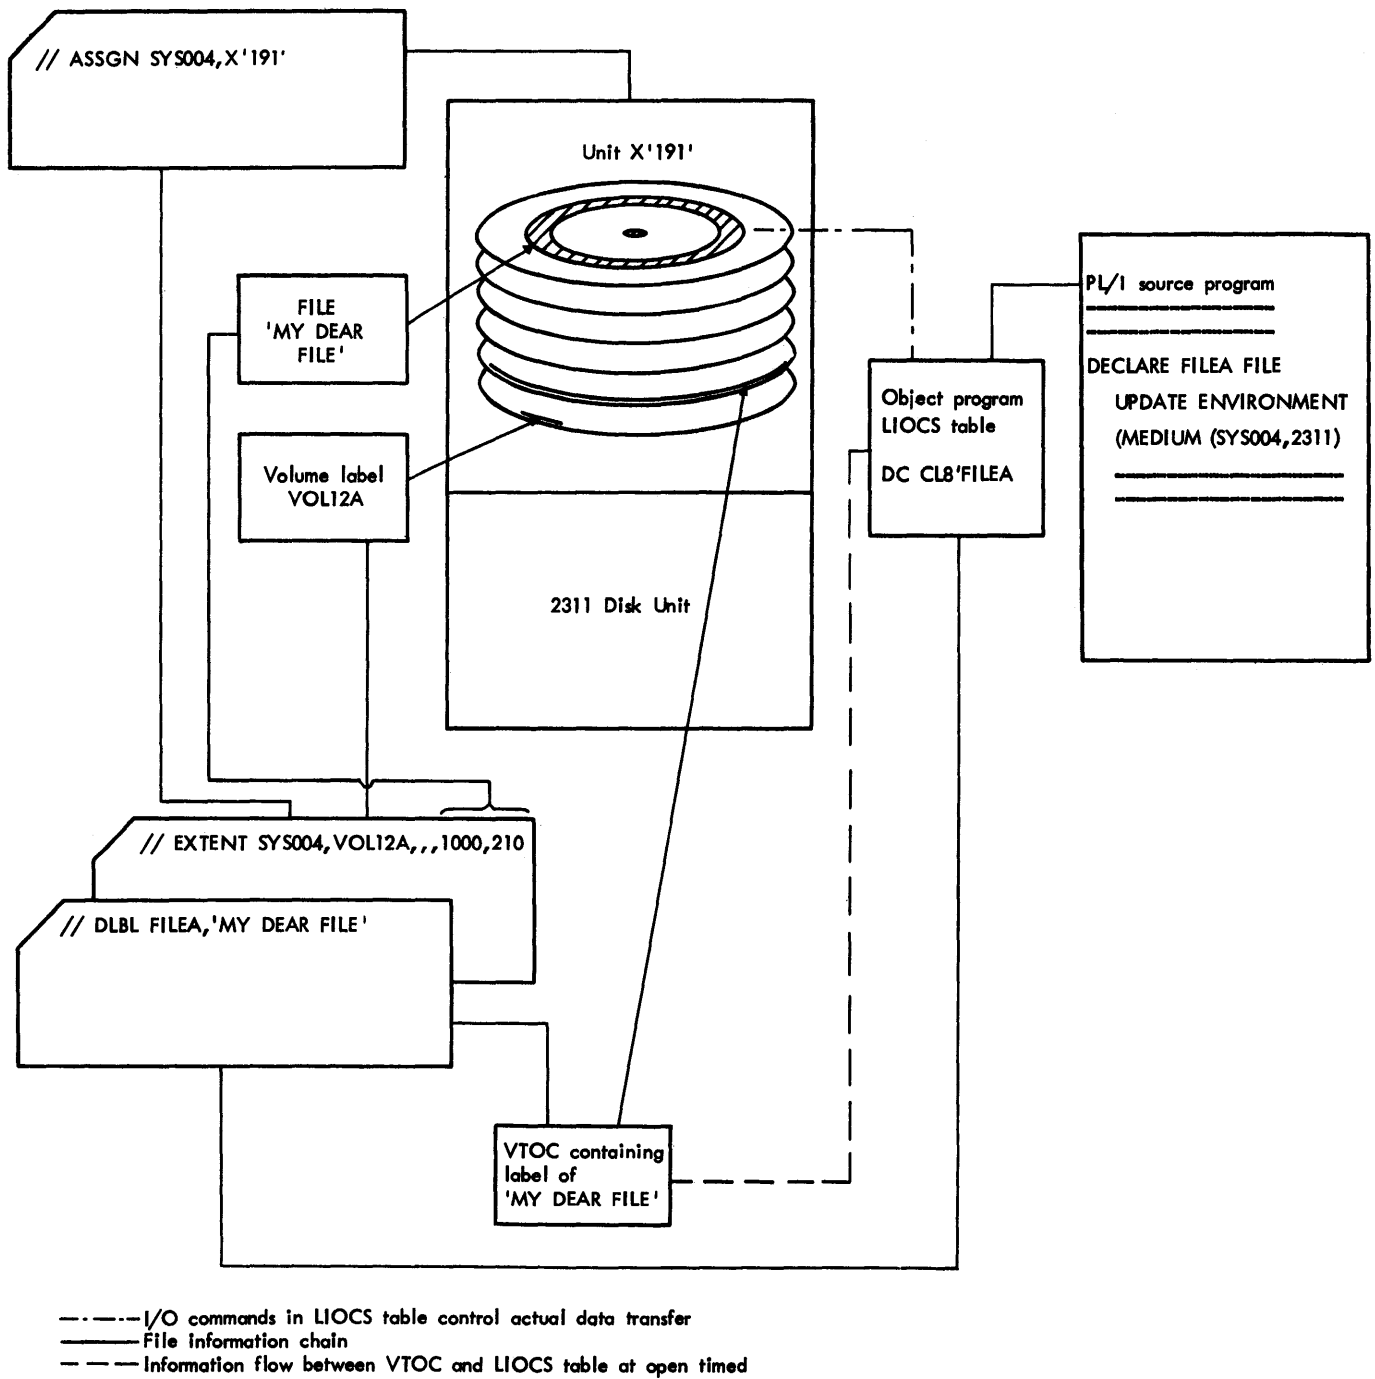 // ASSGN SYS004,X'191'
Unit X'191'
FILE
'MY DEAR
FILE'
Volume label
VOL12A
2311 Disk Unit
PL/I source program
DECLARE FILEA FILE
UPDATE ENVIRONMENT
(MEDIUM (SYS004,2311)
Object program
LIOCS table
DC CL8'FILEA
// EXTENT SYS004,VOL12A,,,1000,210
// DLBL FILEA,'MY DEAR FILE'
VTOC containing
label of
'MY DEAR FILE'
I/O commands in LIOCS table control actual data transfer
File information chain
Information flow between VTOC and LIOCS table at open timed